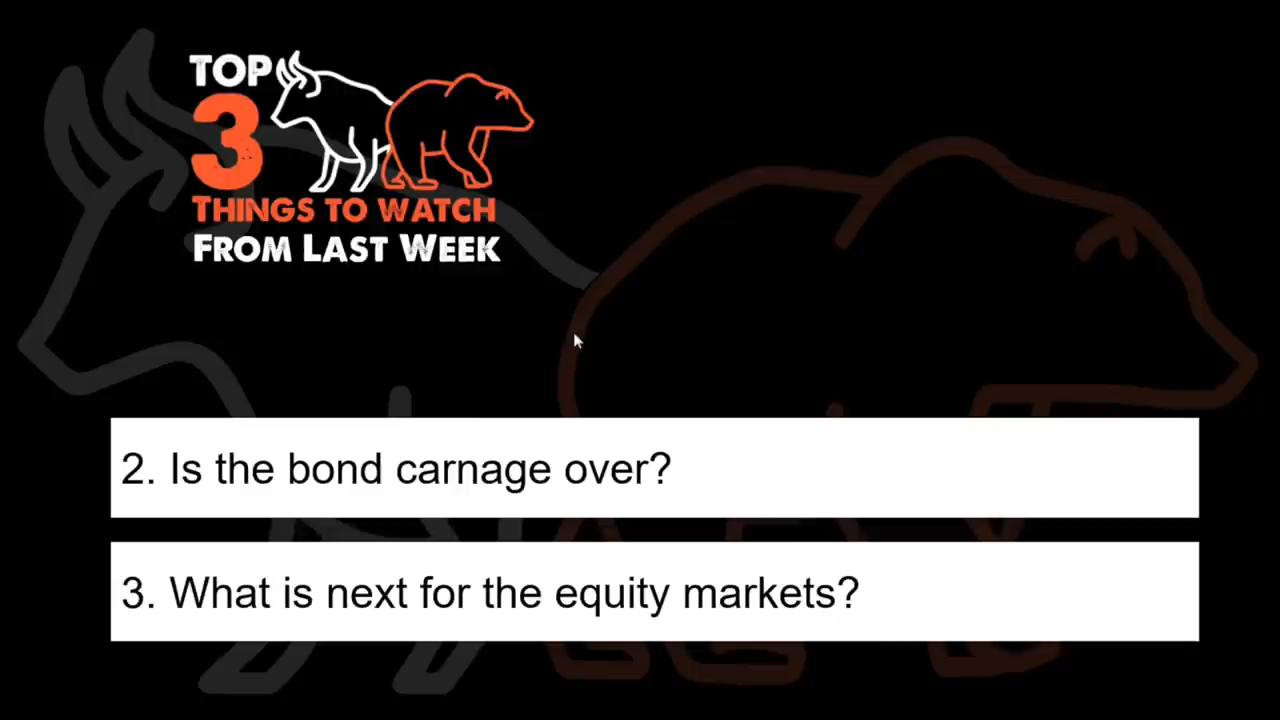 TOP
3
THINGS TO WATCH
FROM LAST WEEK
2. Is the bond carnage over?
3. What is next for the equity markets?